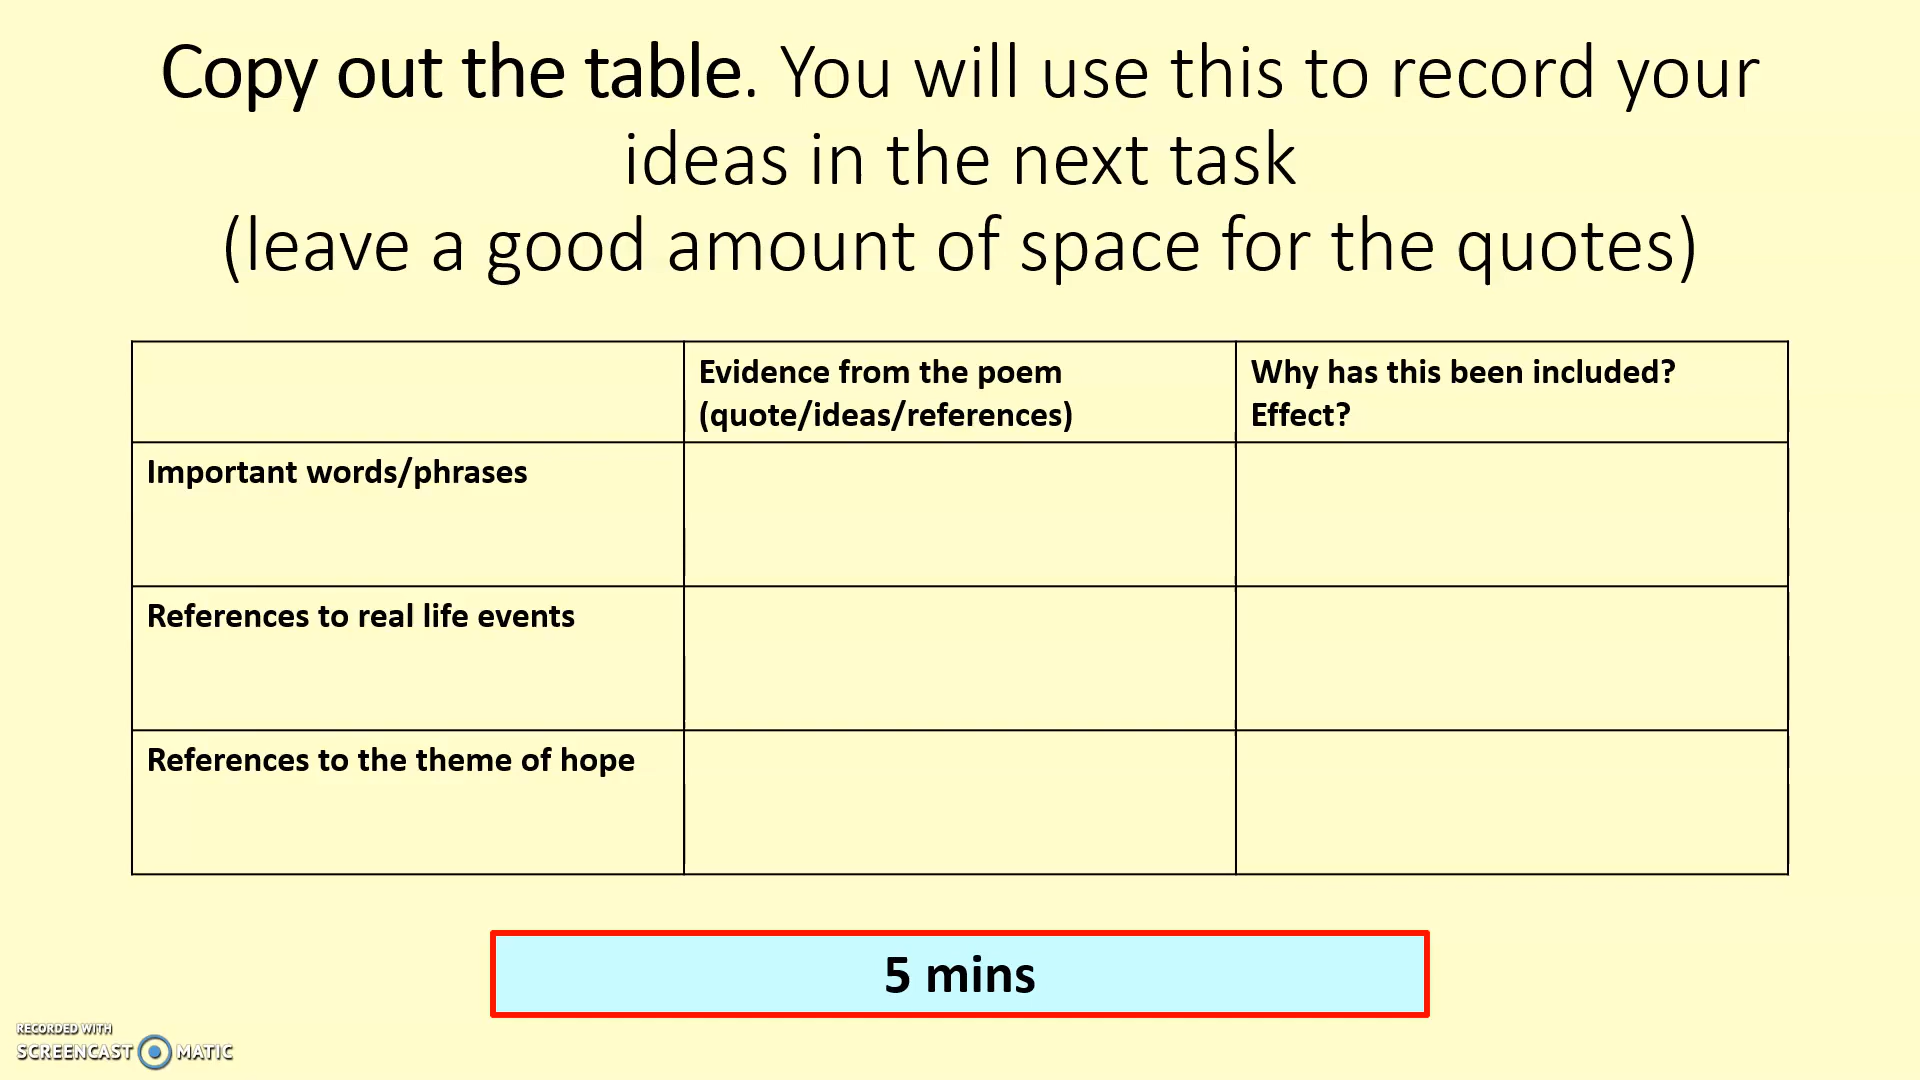 Copy out the table. You will use this to record your
ideas in the next task
(leave a good amount of space for the quotes)
Evidence from the poem
(quote/ideas/references)
Why has this been included?
Effect?
Important words/phrases
References to real life events
References to the theme of hope
5 mins
RECORDED WITH
SCREENCAST MATIC